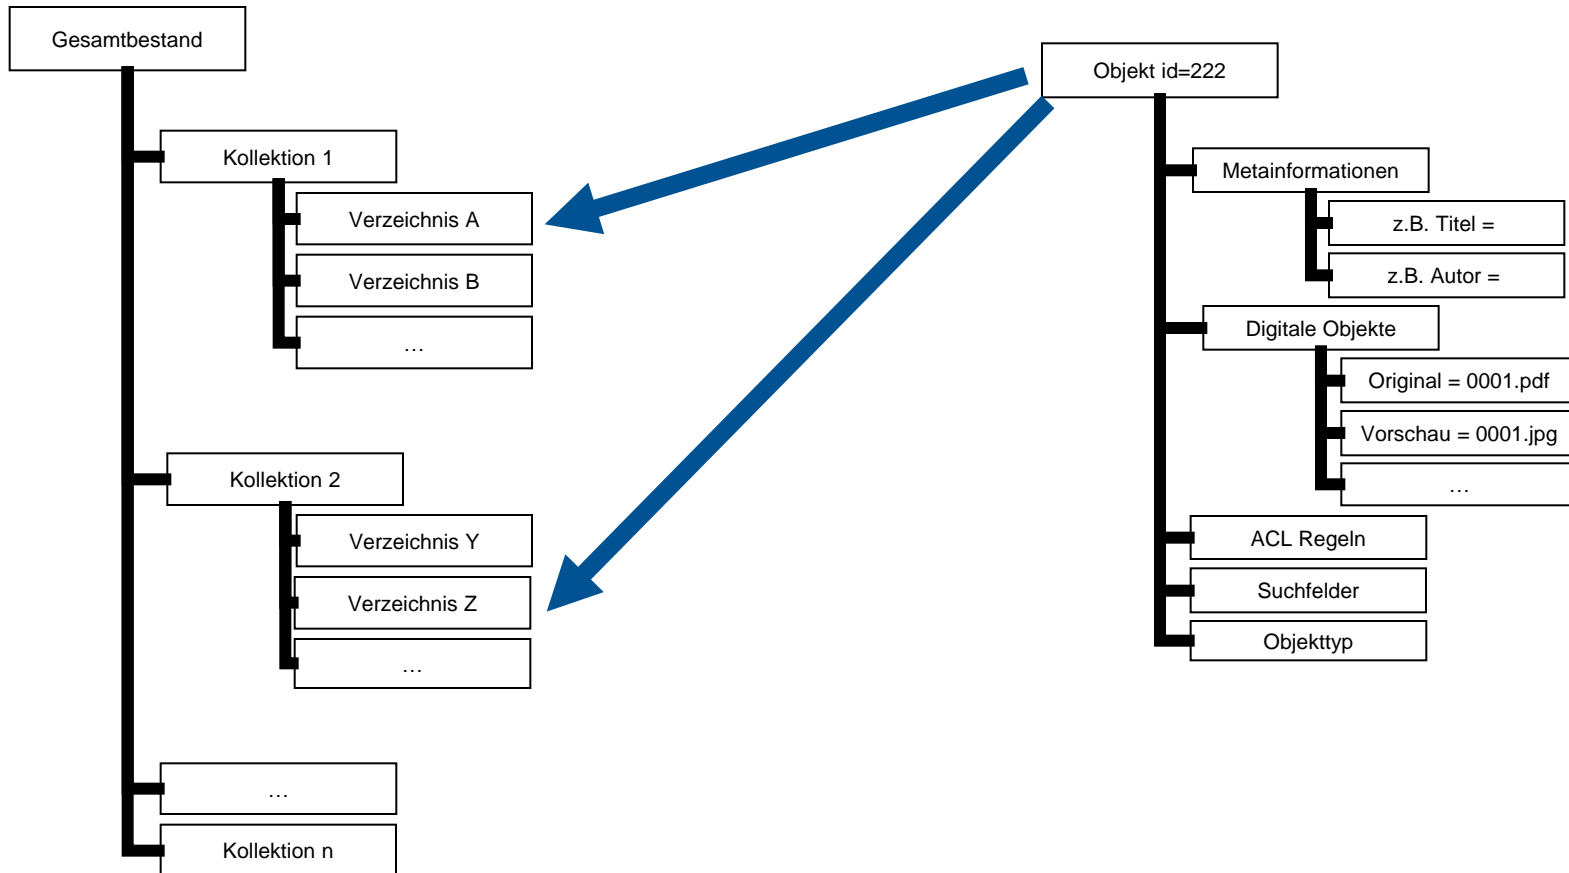 Gesamtbestand
Kollektion 1
Verzeichnis A
Verzeichnis B
…
Kollektion 2
Verzeichnis Y
Verzeichnis Z
…
…
Kollektion n
Objekt id=222
Metainformationen
z.B. Titel =
z.B. Autor =
Digitale Objekte
Original = 0001.pdf
Vorschau = 0001.jpg
…
ACL Regeln
Suchfelder
Objekttyp